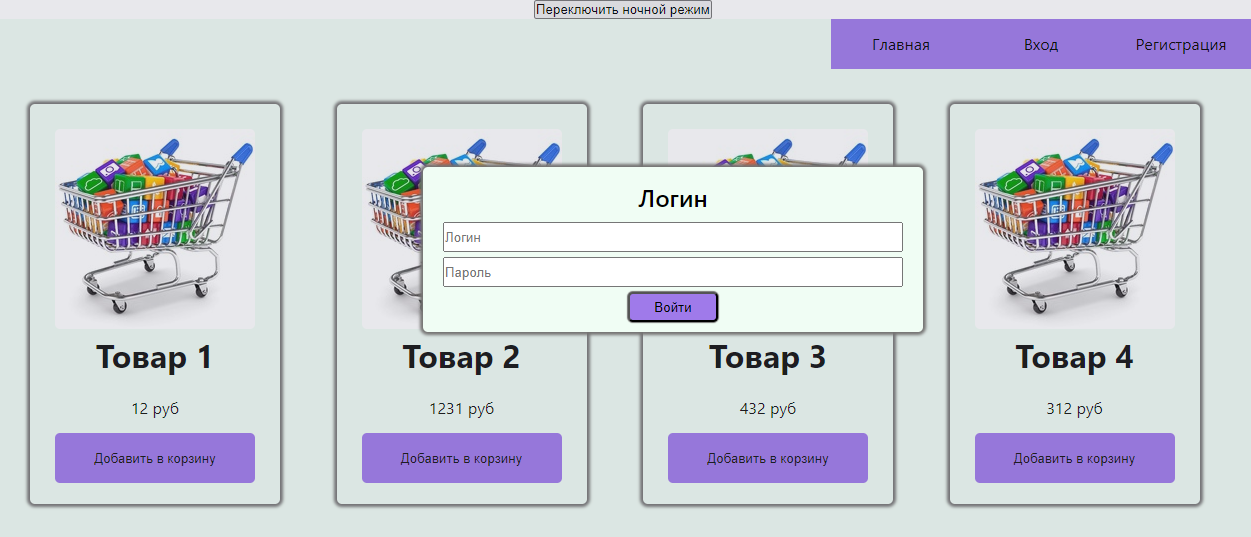 Переключить ночной режим
Главная Вход Регистрация
Логин
Логин
Пароль
Войти
Товар 1 Товар 2 Товар 3 Товар 4
12 руб 1231 руб 432 руб 312 руб
Добавить в корзину Добавить в корзину Добавить в корзину Добавить в корзину